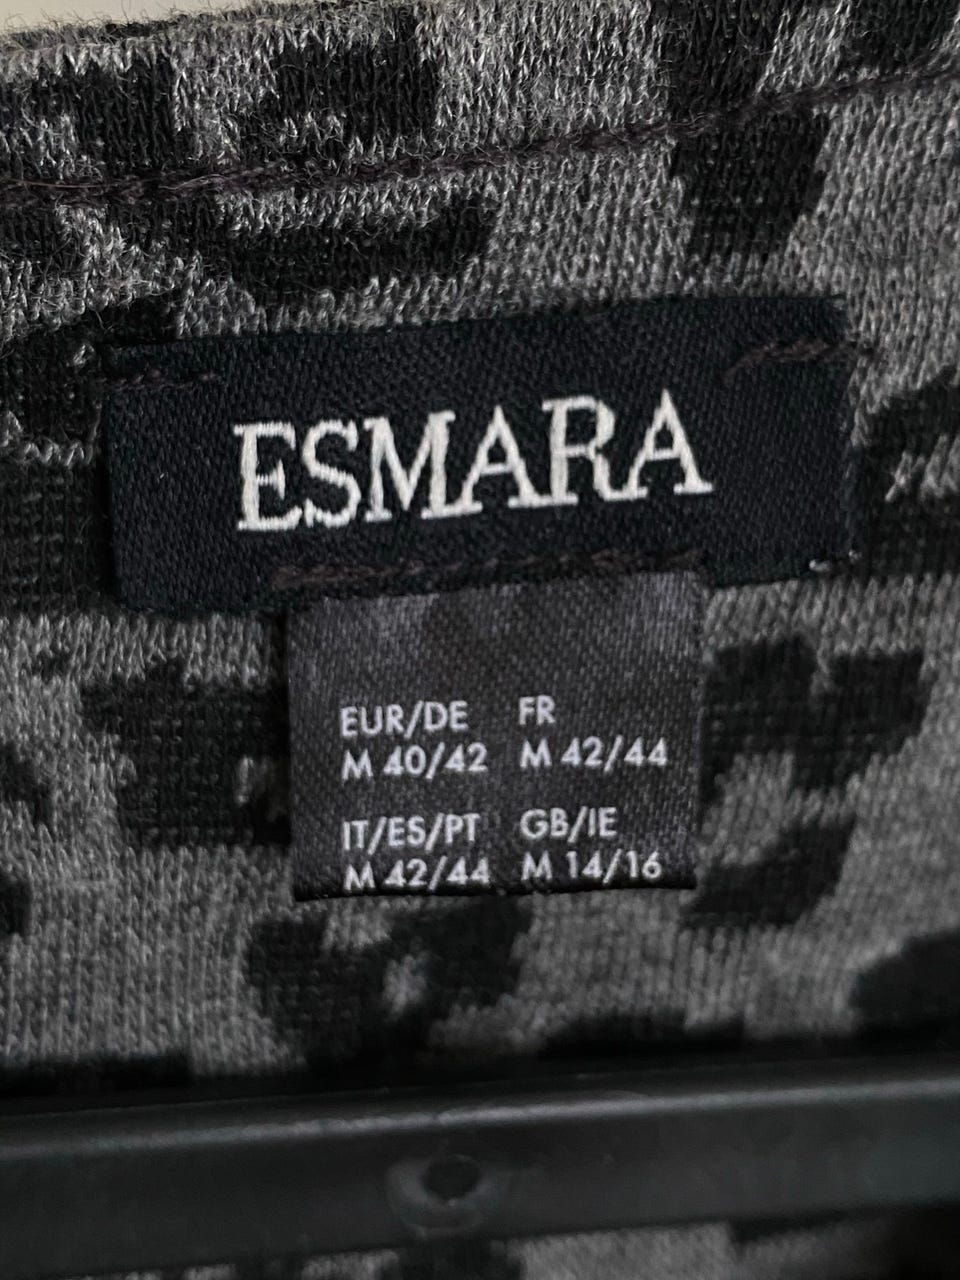 ESMARA
EUR/DE FR
M 40/42 M 42/44
IT/ES/PT GB/IE
M 42/44 M 14/16